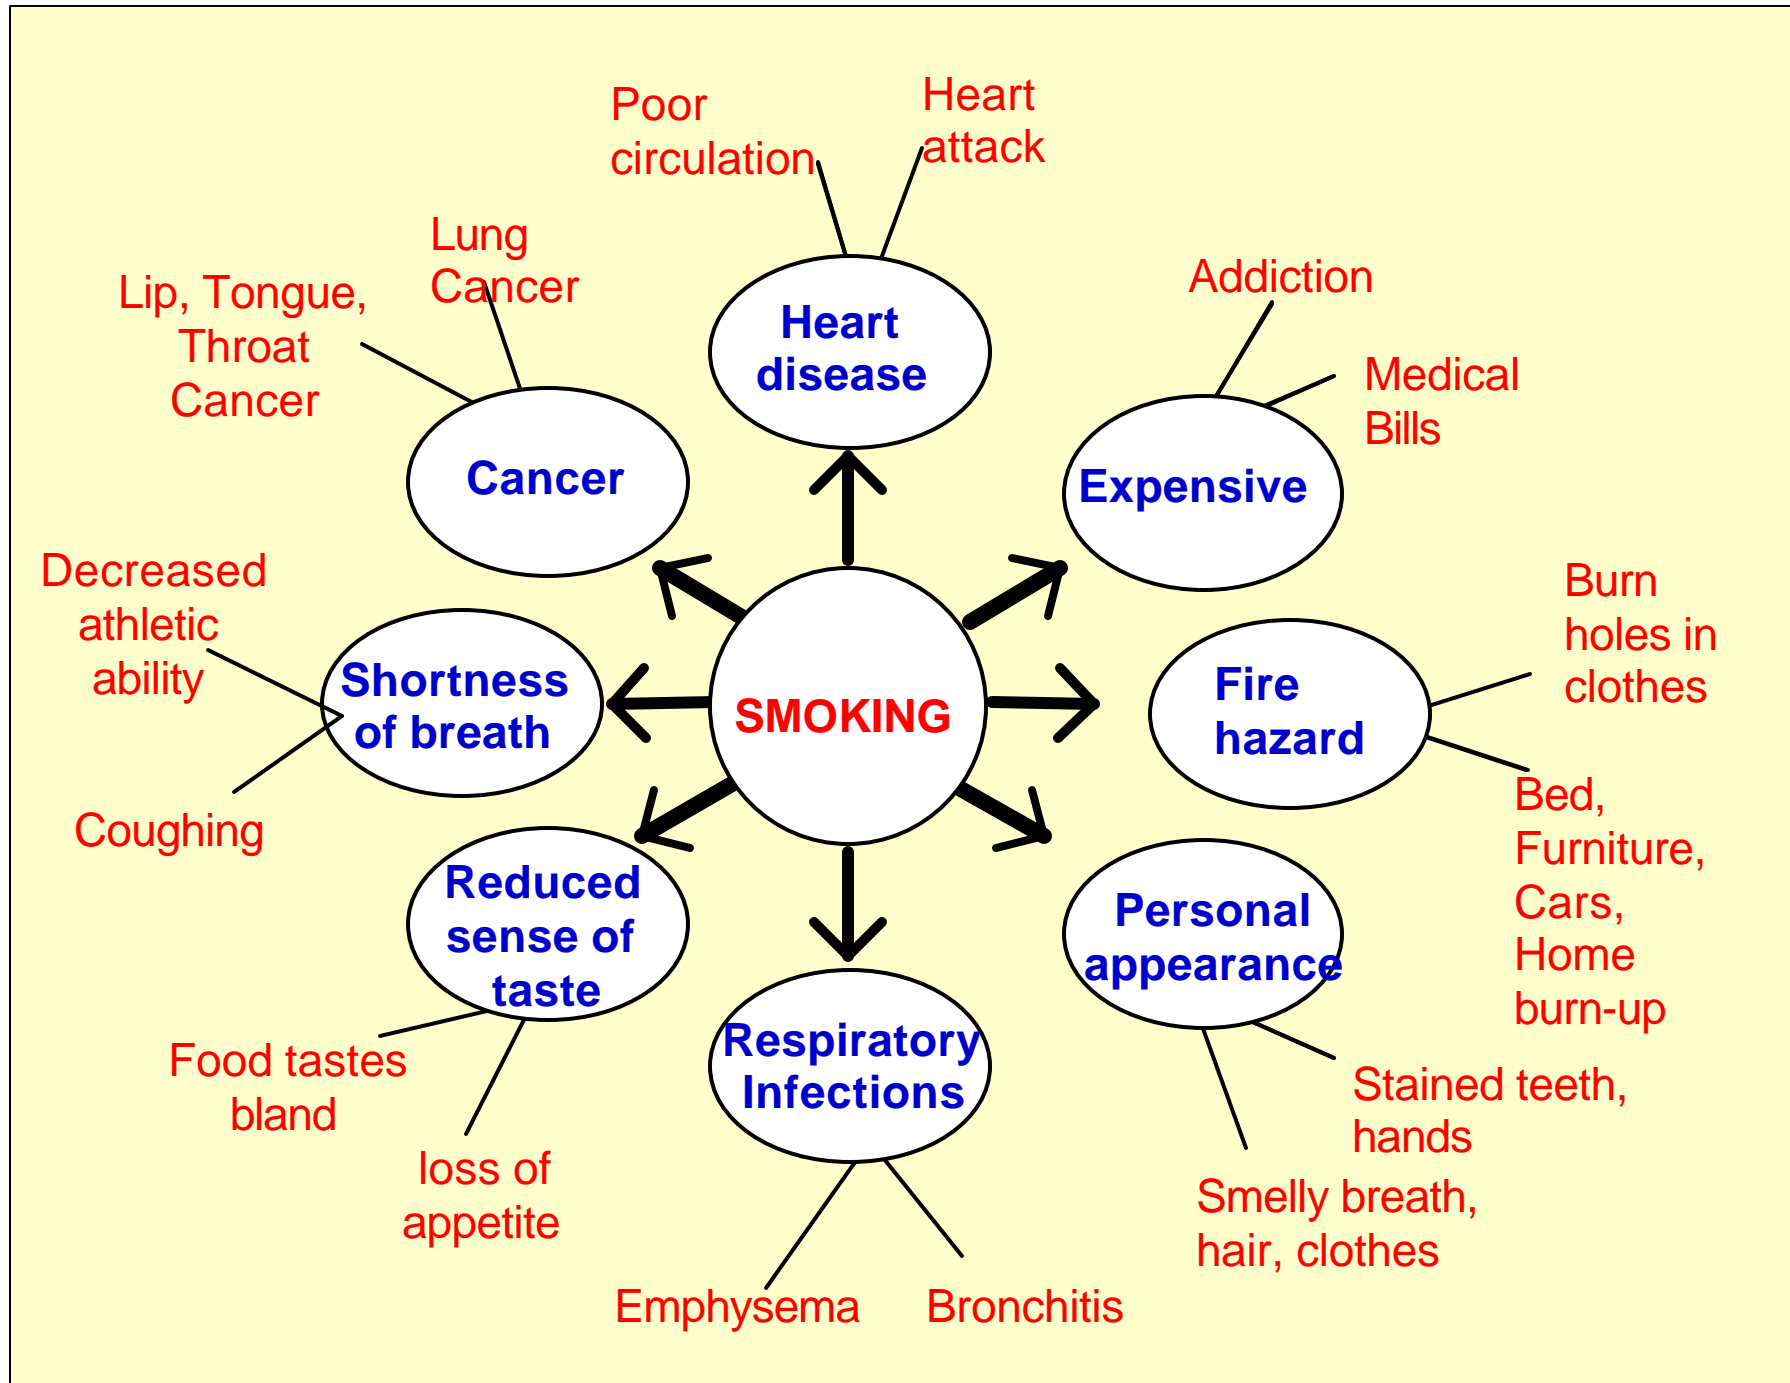 Poor
circulation
Heart
attack
Lung
Cancer
Lip, Tongue,
Throat
Cancer
Addiction
Medical
Bills
Heart
disease
Cancer
Expensive
Decreased
athletic
ability
Burn
holes in
clothes
Shortness
of breath
SMOKING
Fire
hazard
Coughing
Bed,
Furniture,
Cars,
Home
burn-up
Reduced
sense of
taste
Personal
appearance
Respiratory
Infections
Food tastes
bland
loss of
appetite
Stained teeth,
hands
Smelly breath,
hair, clothes
Emphysema
Bronchitis